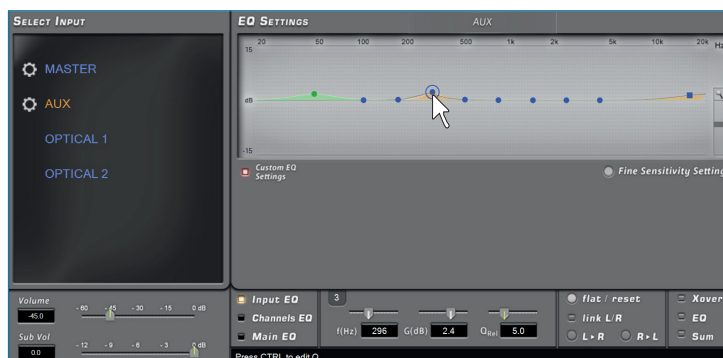 SELECT INPUT
MASTER
AUX
OPTICAL 1
OPTICAL 2
EQ SETTINGS AUX
20 50 100 200 500 1k 2k 5k 10k 20k Hz
15
dB
-15
Custom EQ
Settings
Fine Sensitivity Setting
Volume
-45.0
- 60 - 45 - 30 - 15 0 dB
Sub Vol
0.0
- 12 - 9 - 6 - 3 0 dB
Input EQ
Channels EQ
Main EQ
3
f(Hz) 296 G(dB) 2.4 QRel 5.0
flat / reset
link L/R
L▸R R▸L
Xover
EQ
Sum
Press CTRL to edit Q